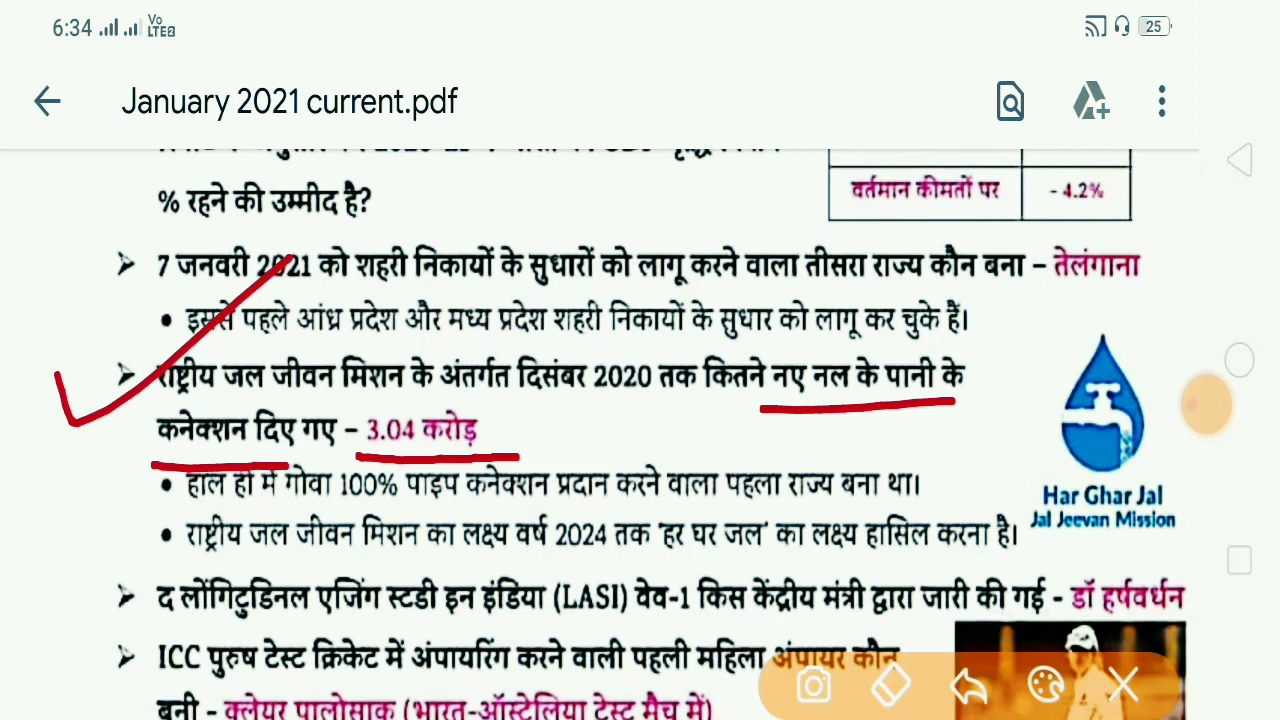 6:34 Vo LTE2 25
January 2021 current.pdf
% रहने की उम्मीद है?
वर्तमान कीमतों पर - 4.2%
➢ 7 जनवरी 2021 को शहरी निकायों के सुधारों को लागू करने वाला तीसरा राज्य कौन बना – तेलंगाना
• इससे पहले आंध्र प्रदेश और मध्य प्रदेश शहरी निकायों के सुधार को लागू कर चुके हैं।
➢ राष्ट्रीय जल जीवन मिशन के अंतर्गत दिसंबर 2020 तक कितने नए नल के पानी के
कनेक्शन दिए गए – 3.04 करोड़
• हाल ही में गोवा 100% पाइप कनेक्शन प्रदान करने वाला पहला राज्य बना था।
• राष्ट्रीय जल जीवन मिशन का लक्ष्य वर्ष 2024 तक 'हर घर जल' का लक्ष्य हासिल करना है।
Har Ghar Jal
Jal Jeevan Mission
➢ द लोंगिटुडिनल एजिंग स्टडी इन इंडिया (LASI) वेव-1 किस केंद्रीय मंत्री द्वारा जारी की गई - डॉ हर्षवर्धन
➢ ICC पुरुष टेस्ट क्रिकेट में अंपायरिंग करने वाली पहली महिला अंपायर कौन
बनी - क्लेयर पोलोसाक (भारत-ऑस्टेलिया टेस्ट मैच में)